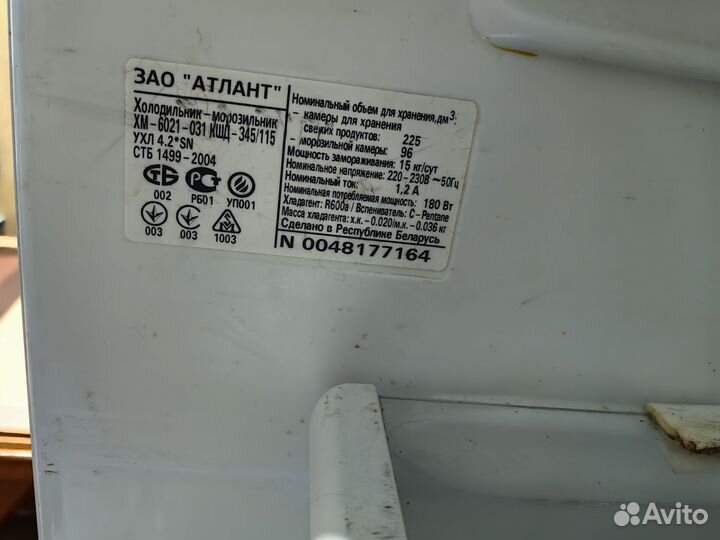 ЗАО "АТЛАНТ"
Холодильник-морозильник
ХМ-6021-031 КШД-345/115
УХЛ 4.2*SN
СТБ 1499-2004
002 РБ01 УП001
003 003 1003
Номинальный объем для хранения, дм³:
- камеры для хранения
свежих продуктов: 225
- морозильной камеры: 96
Мощность замораживания: 15 кг/сут
Номинальное напряжение: 220-230В ~50Гц
Номинальный ток: 1,2 А
Номинальная потребляемая мощность: 180 Вт
Хладагент: R600a / Вспениватель: C-Pentane
Масса хладагента: х.к.-0.020/м.к.-0.036 кг
Сделано в Республике Беларусь
N 0048177164
Avito